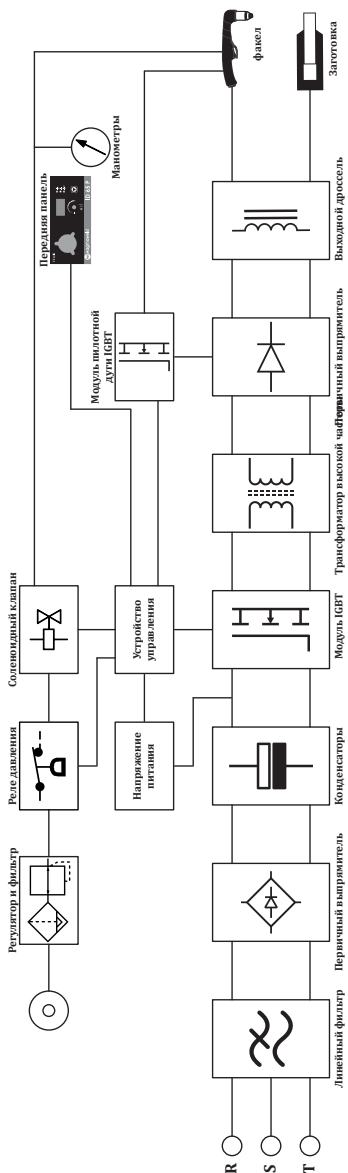 Регулятор и фильтр
Реле давления
Соленоидный клапан
Передняя панель
Манометры
факел
Заготовка
Напряжение
питания
Устройство
управления
Модуль пилотной
дуги IGBT
R
S
T
Линейный фильтр
Первичный выпрямитель
Конденсаторы
Модуль IGBT
Трансформатор высокой частоты
Первичный выпрямитель
Выходной дроссель